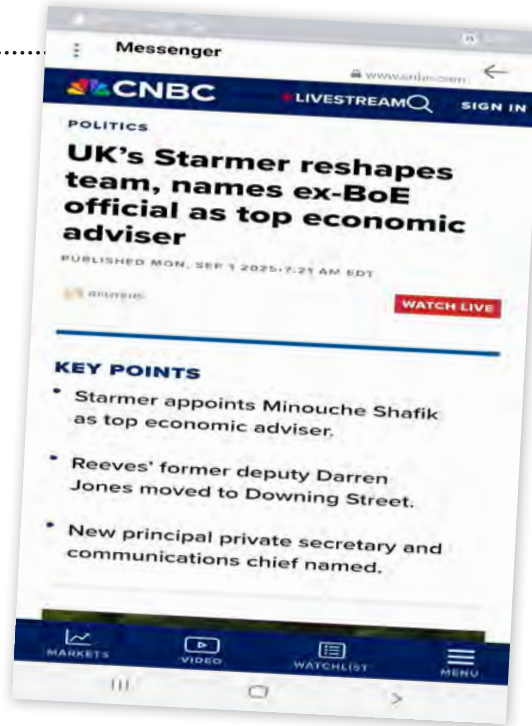 Messenger
CNBC
LIVESTREAM
SIGN IN
POLITICS
UK's Starmer reshapes
team, names ex-BoE
official as top economic
adviser
PUBLISHED MON, SEP 1 2025•7:21 AM EDT
WATCH LIVE
KEY POINTS
• Starmer appoints Minouche Shafik
as top economic adviser.
• Reeves' former deputy Darren
Jones moved to Downing Street.
• New principal private secretary and
communications chief named.
MARKETS
VIDEO
WATCHLIST
MENU